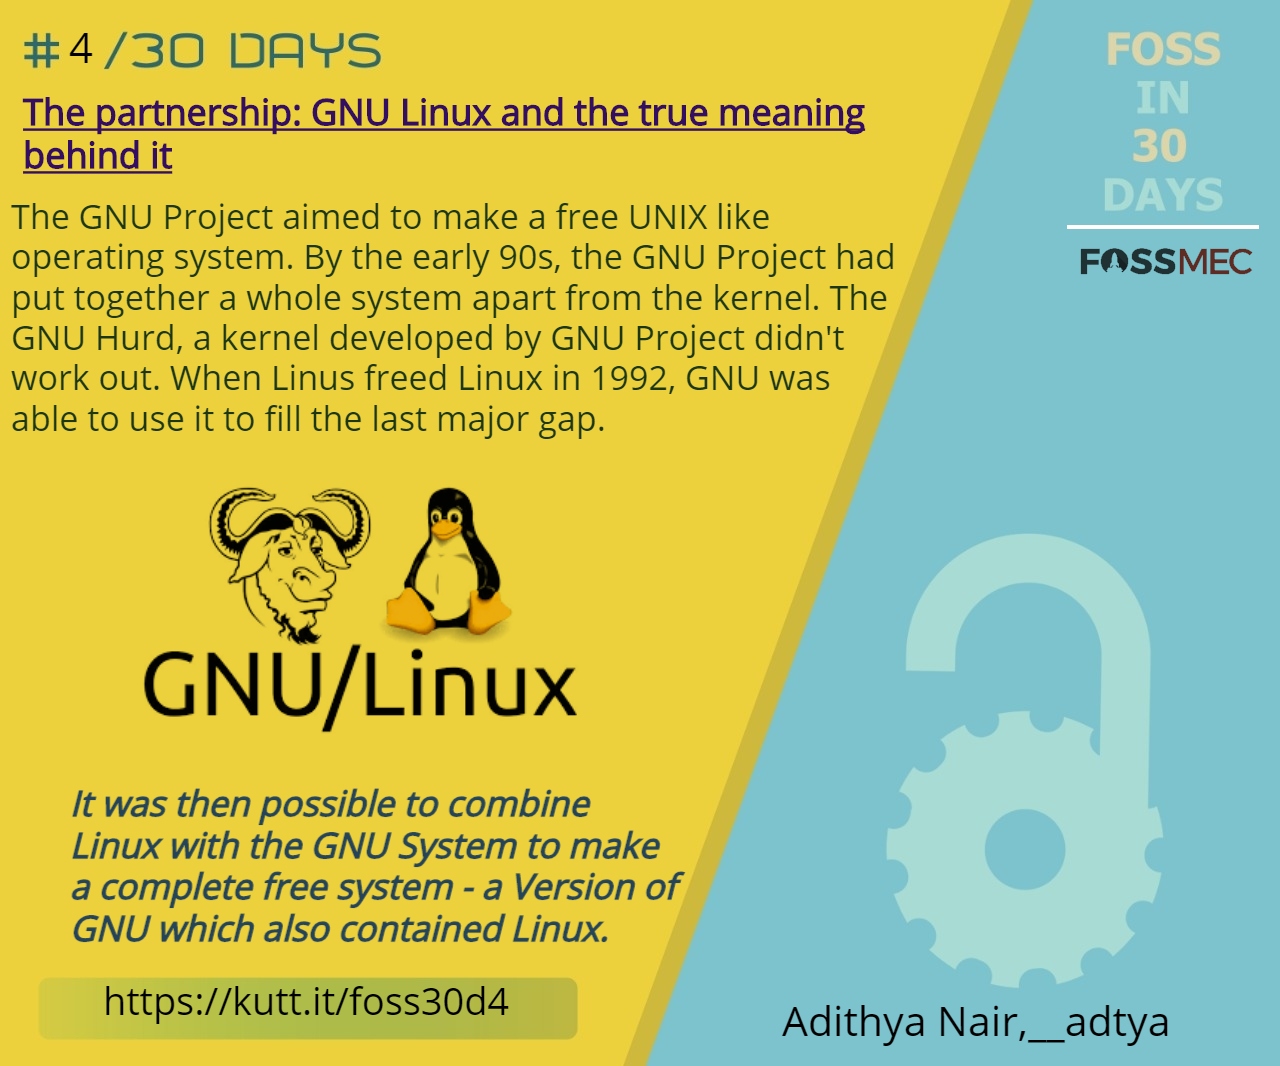 #4/30 DAYS
The partnership: GNU Linux and the true meaning
behind it
The GNU Project aimed to make a free UNIX like
operating system. By the early 90s, the GNU Project had
put together a whole system apart from the kernel. The
GNU Hurd, a kernel developed by GNU Project didn't
work out. When Linus freed Linux in 1992, GNU was
able to use it to fill the last major gap.
GNU/Linux
It was then possible to combine
Linux with the GNU System to make
a complete free system - a Version of
GNU which also contained Linux.
https://kutt.it/foss30d4
FOSS
IN
30
DAYS
FOSSMEC
Adithya Nair,__adtya